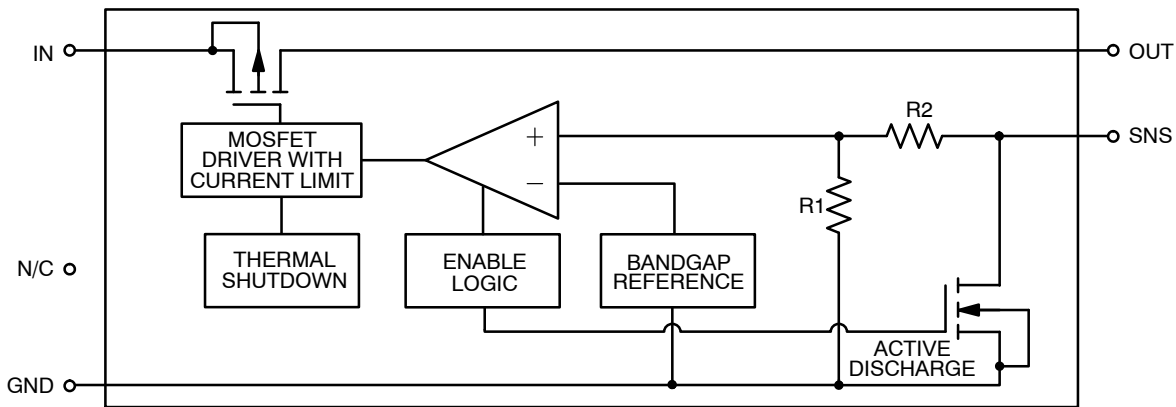 IN
OUT
R2
SNS
+
−
MOSFET
DRIVER WITH
CURRENT LIMIT
R1
N/C
THERMAL
SHUTDOWN
ENABLE
LOGIC
BANDGAP
REFERENCE
ACTIVE
DISCHARGE
GND